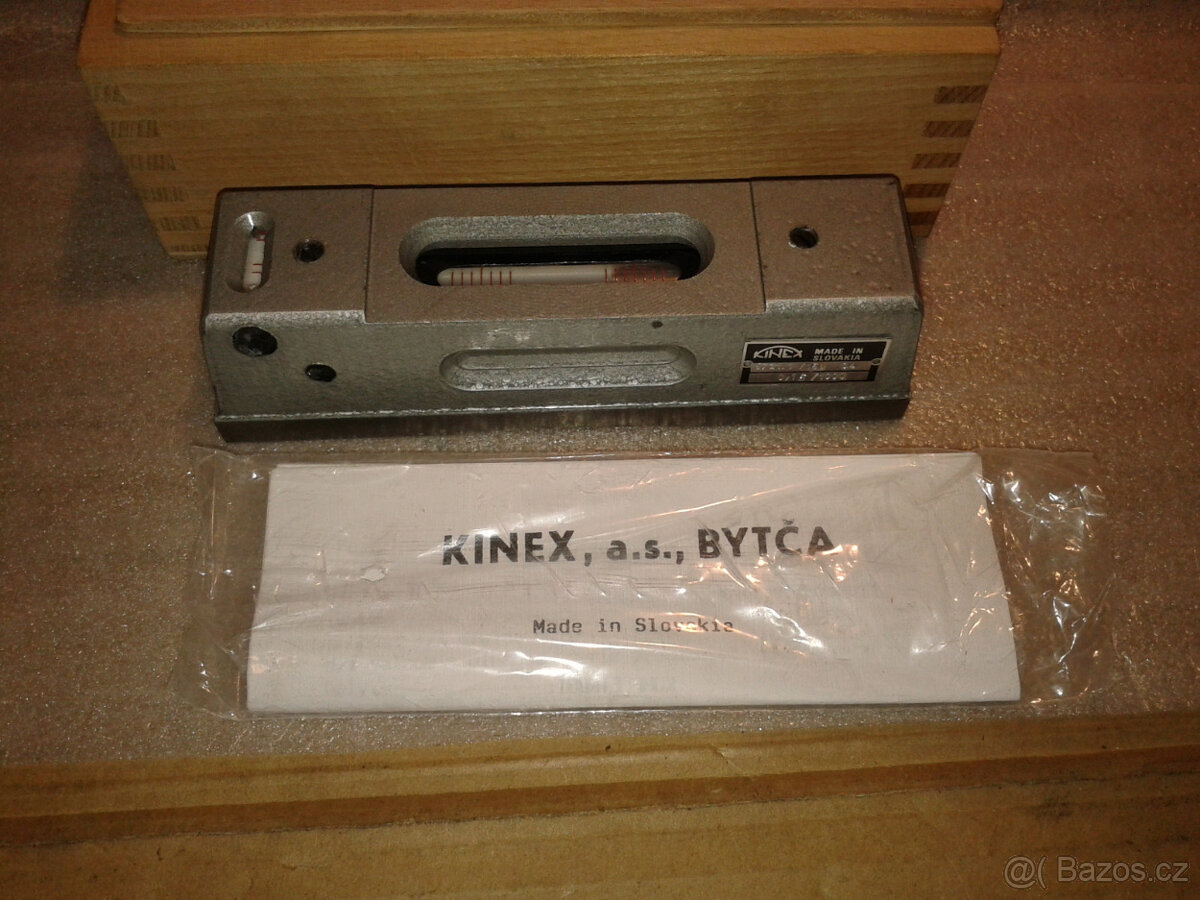 KINEX MADE IN
SLOVAKIA
KINEX, a.s., BYTČA
Made in Slovakia
@( Bazos.cz